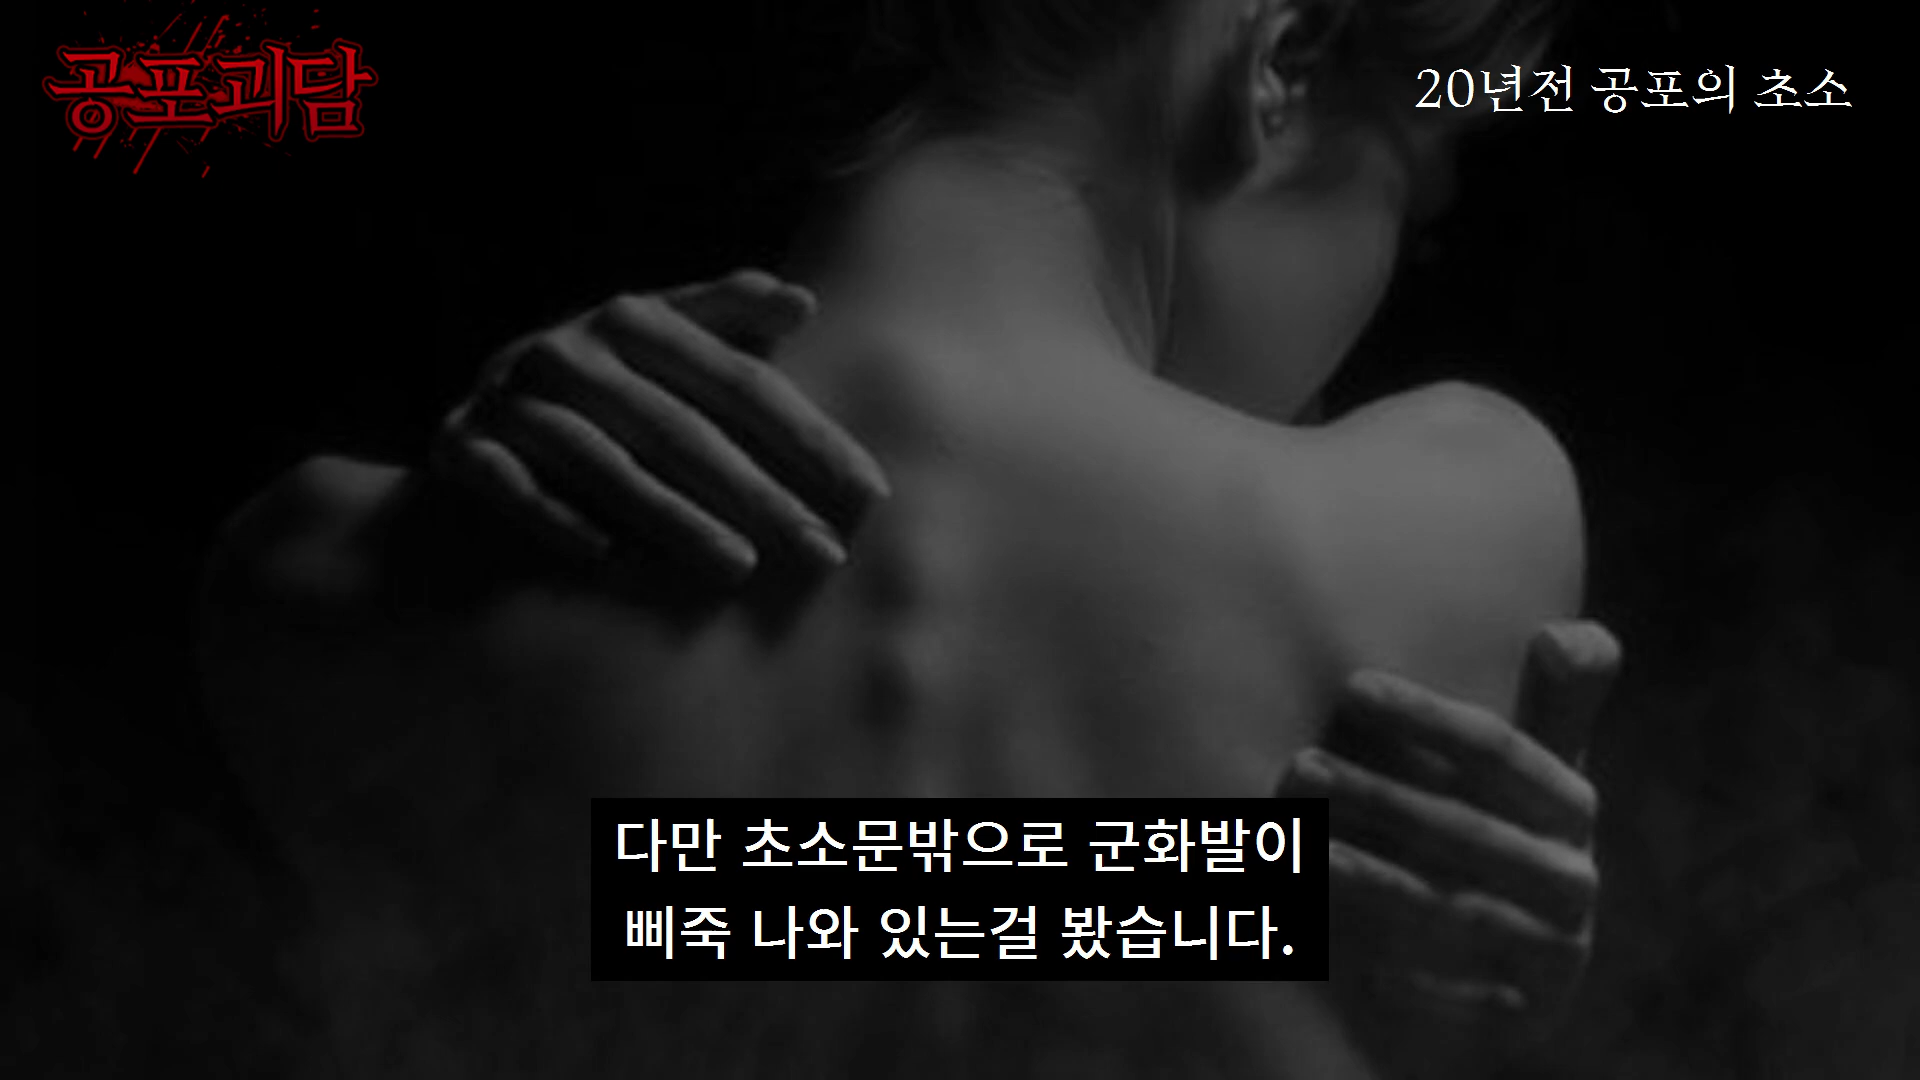 공포괴담
20년전 공포의 초소
다만 초소문밖으로 군화발이
삐죽 나와 있는걸 봤습니다.